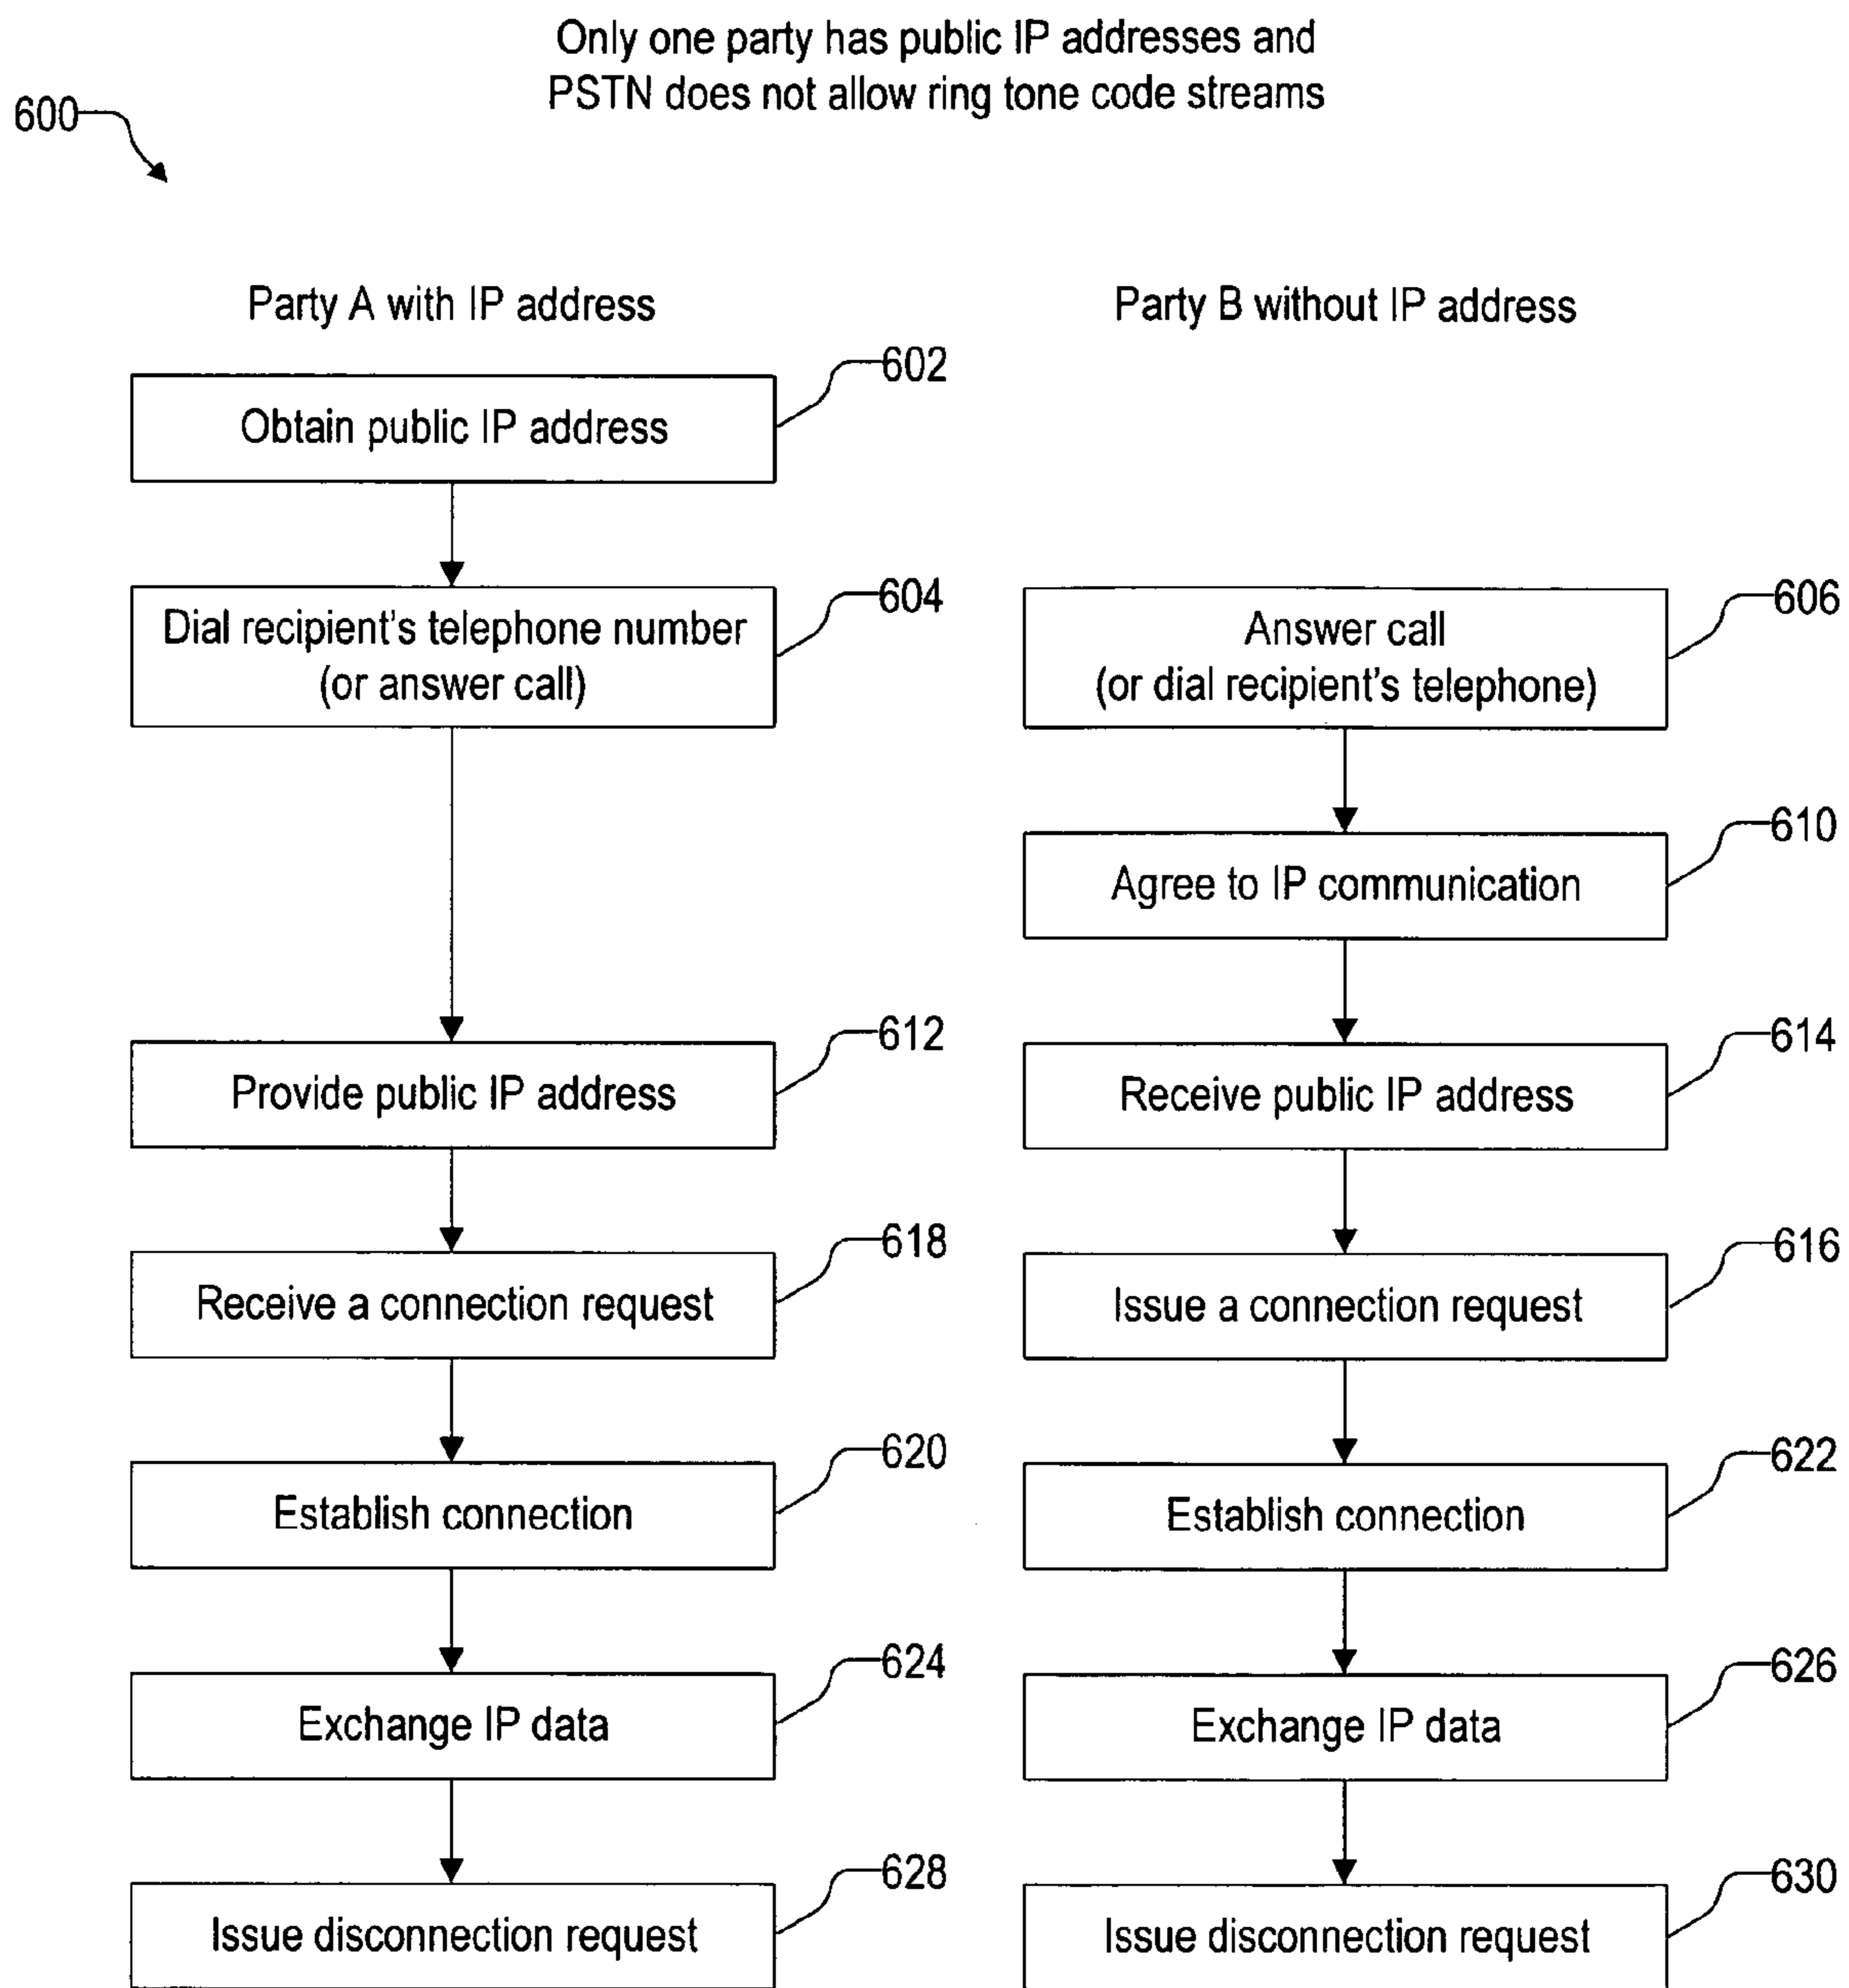 Only one party has public IP addresses and
PSTN does not allow ring tone code streams
600
Party A with IP address
Party B without IP address
602
Obtain public IP address
604
Dial recipient's telephone number
(or answer call)
606
Answer call
(or dial recipient's telephone)
610
Agree to IP communication
612
Provide public IP address
614
Receive public IP address
618
Receive a connection request
616
Issue a connection request
620
Establish connection
622
Establish connection
624
Exchange IP data
626
Exchange IP data
628
Issue disconnection request
630
Issue disconnection request